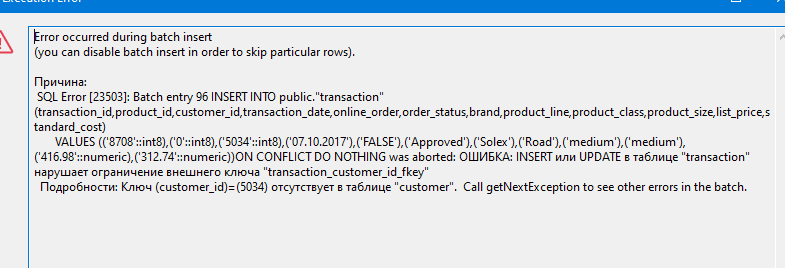 Execution Error
Error occurred during batch insert
(you can disable batch insert in order to skip particular rows).
Причина:
SQL Error [23503]: Batch entry 96 INSERT INTO public."transaction"
(transaction_id,product_id,customer_id,transaction_date,online_order,order_status,brand,product_line,product_class,product_size,list_price,s
tandard_cost)
VALUES (('8708'::int8),('0'::int8),('5034'::int8),('07.10.2017'),('FALSE'),('Approved'),('Solex'),('Road'),('medium'),('medium'),
('416.98'::numeric),('312.74'::numeric))ON CONFLICT DO NOTHING was aborted: ОШИБКА: INSERT или UPDATE в таблице "transaction"
нарушает ограничение внешнего ключа "transaction_customer_id_fkey"
Подробности: Ключ (customer_id)=(5034) отсутствует в таблице "customer".  Call getNextException to see other errors in the batch.